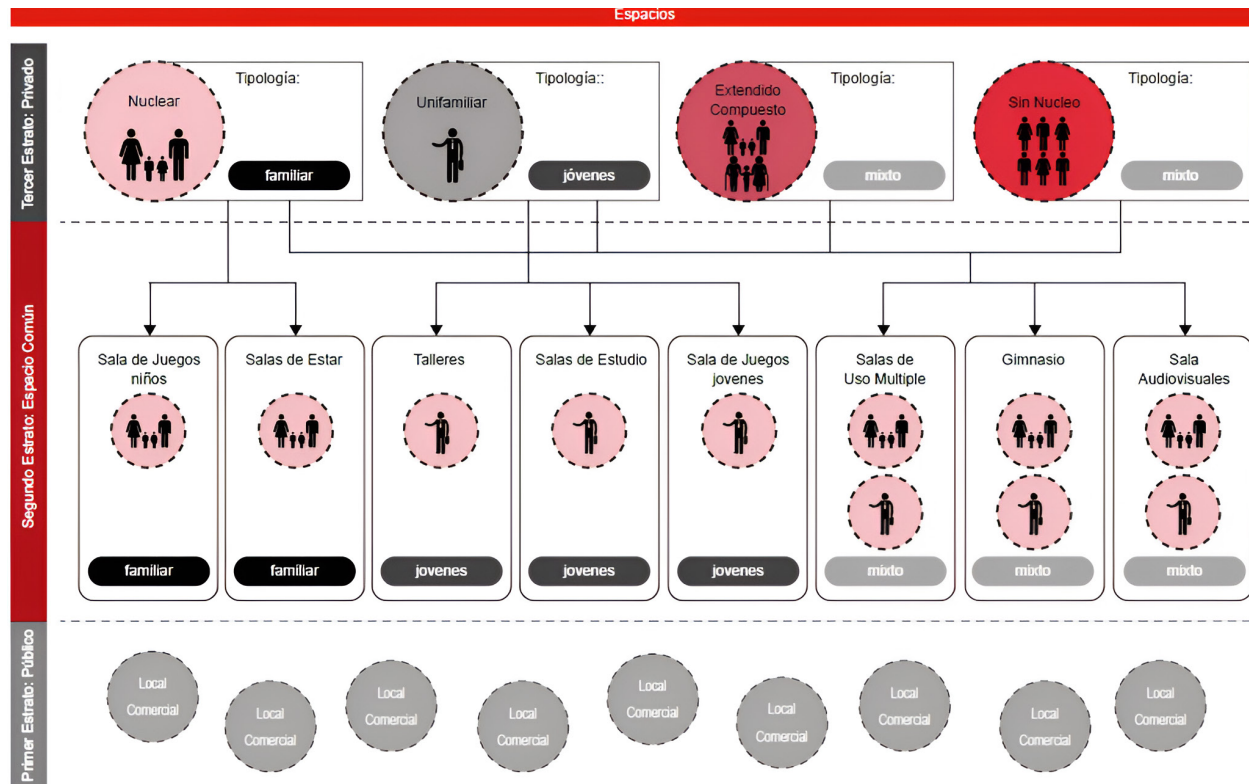 Espacios
Tercer Estrato: Privado
Nuclear
Tipología:
familiar
Unifamiliar
Tipología::
jóvenes
Extendido
Compuesto
Tipología:
mixto
Sin Nucleo
Tipología:
mixto
Segundo Estrato: Espacio Común
Sala de Juegos
niños
familiar
Salas de Estar
familiar
Talleres
jovenes
Salas de Estudio
jovenes
Sala de Juegos
jovenes
jovenes
Salas de
Uso Multiple
mixto
Gimnasio
mixto
Sala
Audiovisuales
mixto
Primer Estrato: Público
Local
Comercial
Local
Comercial
Local
Comercial
Local
Comercial
Local
Comercial
Local
Comercial
Local
Comercial
Local
Comercial
Local
Comercial